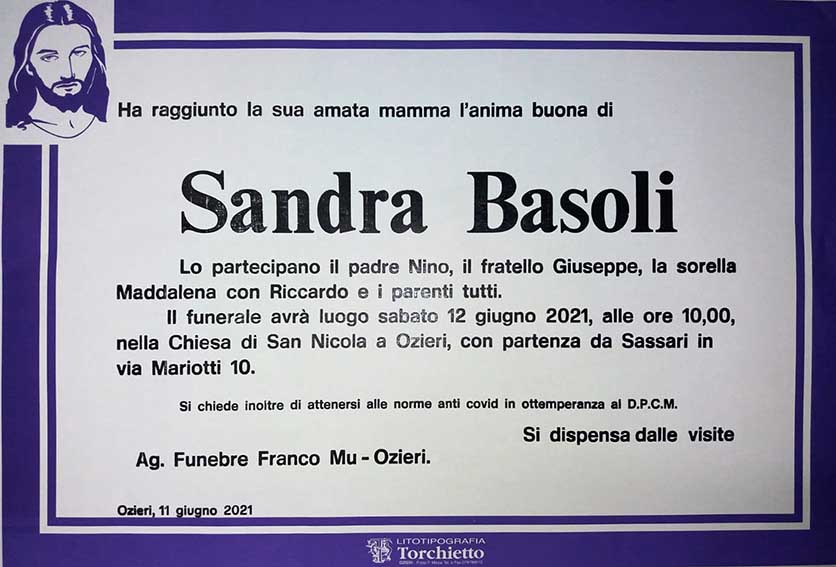 Ha raggiunto la sua amata mamma l'anima buona di
Sandra Basoli
Lo partecipano il padre Nino, il fratello Giuseppe, la sorella
Maddalena con Riccardo e i parenti tutti.
Il funerale avrà luogo sabato 12 giugno 2021, alle ore 10,00,
nella Chiesa di San Nicola a Ozieri, con partenza da Sassari in
via Mariotti 10.
Si chiede inoltre di attenersi alle norme anti covid in ottemperanza al D.P.C.M.
Si dispensa dalle visite
Ag. Funebre Franco Mu - Ozieri.
Ozieri, 11 giugno 2021
LITOTIPOGRAFIA
Torchietto